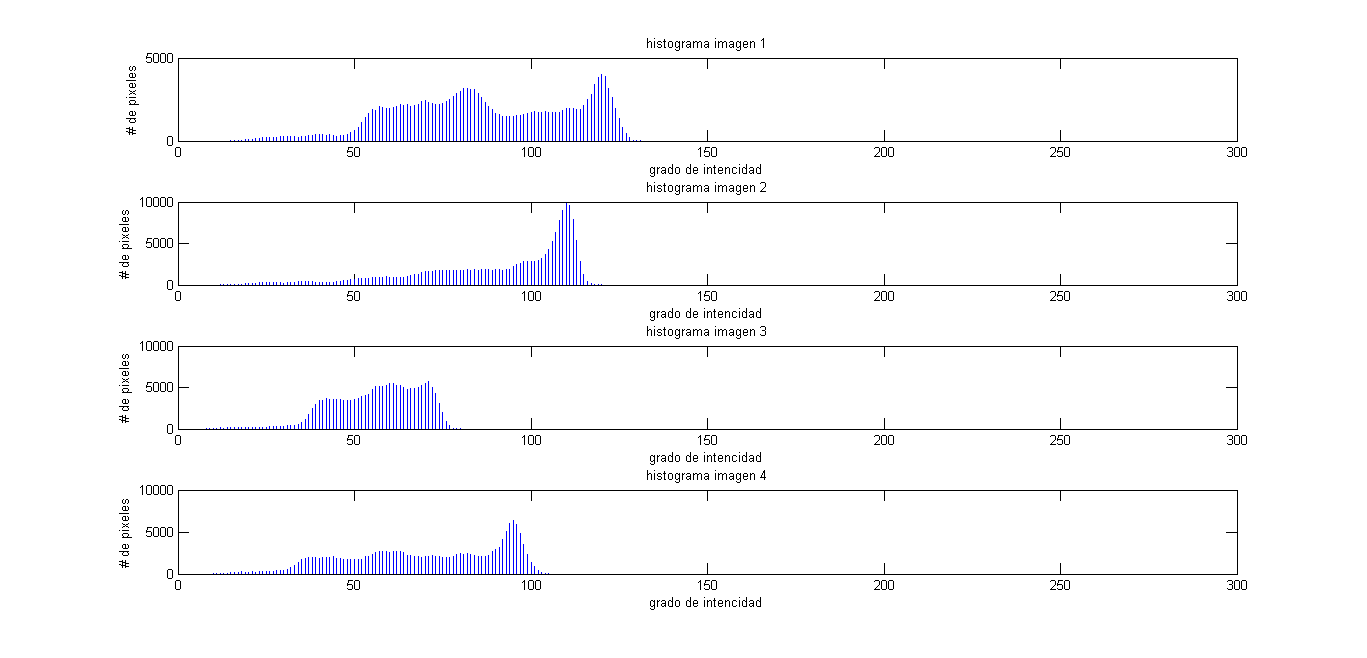 histograma imagen 1
# de pixeles
5000
0
0 50 100 150 200 250 300
grado de intencidad
histograma imagen 2
# de pixeles
10000
5000
0
0 50 100 150 200 250 300
grado de intencidad
histograma imagen 3
# de pixeles
10000
5000
0
0 50 100 150 200 250 300
grado de intencidad
histograma imagen 4
# de pixeles
10000
5000
0
0 50 100 150 200 250 300
grado de intencidad